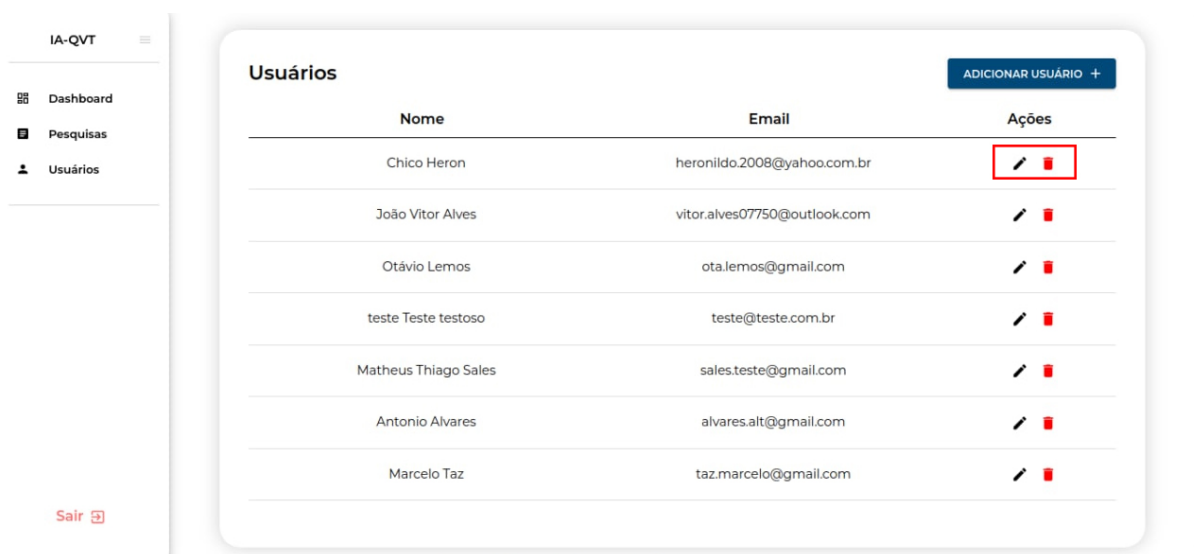 IA-QVT
Dashboard
Pesquisas
Usuários
Sair
Usuários
ADICIONAR USUÁRIO +
Nome Email Ações
Chico Heron heronildo.2008@yahoo.com.br
João Vitor Alves vitor.alves07750@outlook.com
Otávio Lemos ota.lemos@gmail.com
teste Teste testoso teste@teste.com.br
Matheus Thiago Sales sales.teste@gmail.com
Antonio Alvares alvares.alt@gmail.com
Marcelo Taz taz.marcelo@gmail.com